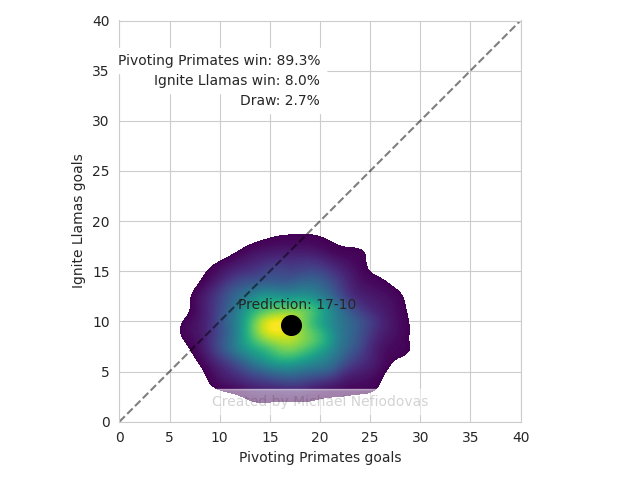 40
35
30
25
20
15
10
5
0
Ignite Llamas goals
Pivoting Primates win: 89.3%
Ignite Llamas win: 8.0%
Draw: 2.7%
Prediction: 17-10
Created by Michael Nefiodovas
0 5 10 15 20 25 30 35 40
Pivoting Primates goals